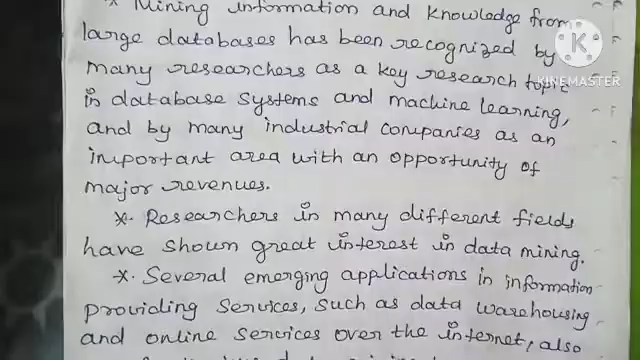 * Mining information and knowledge from
large databases has been recognized by
many researchers as a key research topic
in database systems and machine learning,
and by many industrial companies as an
important area with an opportunity of
major revenues.
*. Researchers in many different fields
have shown great interest in data mining.
*. Several emerging applications in information
providing services, such as data warehousing
and online services over the internet, also
KINEMASTER